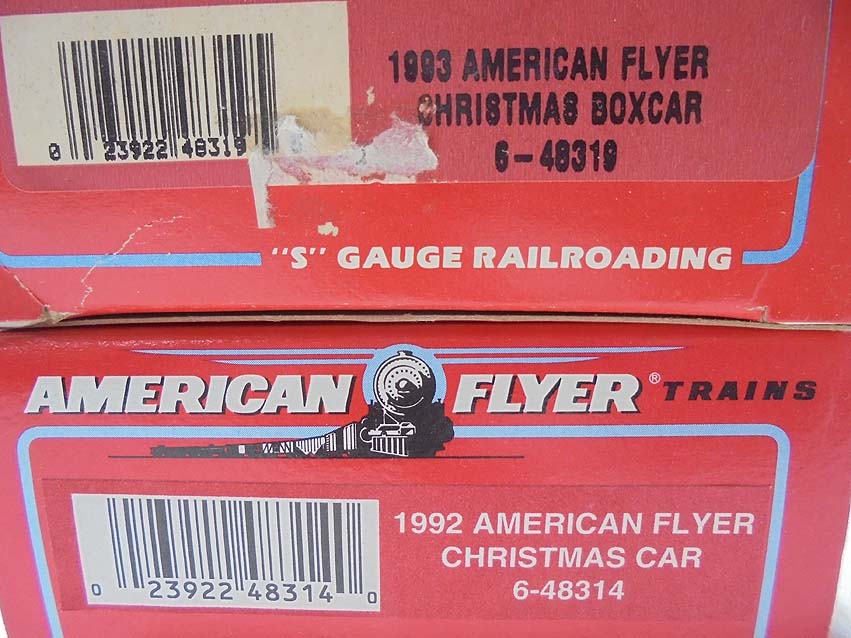 1993 AMERICAN FLYER
CHRISTMAS BOXCAR
6-48319
0 23922 48319
"S" GAUGE RAILROADING
AMERICAN FLYER® TRAINS
1992 AMERICAN FLYER
CHRISTMAS CAR
6-48314
0 23922 48314 0